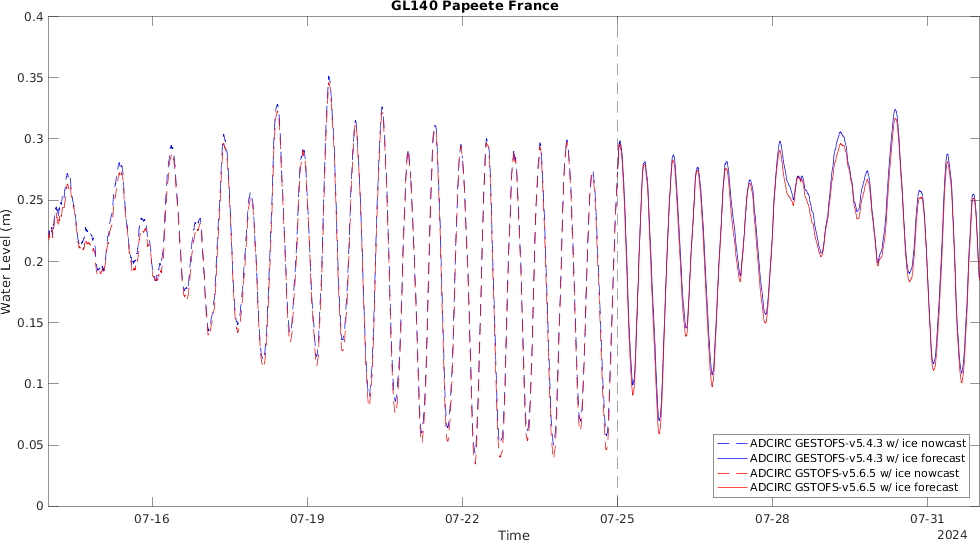 GL140 Papeete France
0.4
0.35
0.3
0.25
0.2
0.15
0.1
0.05
0
Water Level (m)
07-16 07-19 07-22 07-25 07-28 07-31
Time
2024
ADCIRC GESTOFS-v5.4.3 w/ ice nowcast
ADCIRC GESTOFS-v5.4.3 w/ ice forecast
ADCIRC GSTOFS-v5.6.5 w/ ice nowcast
ADCIRC GSTOFS-v5.6.5 w/ ice forecast